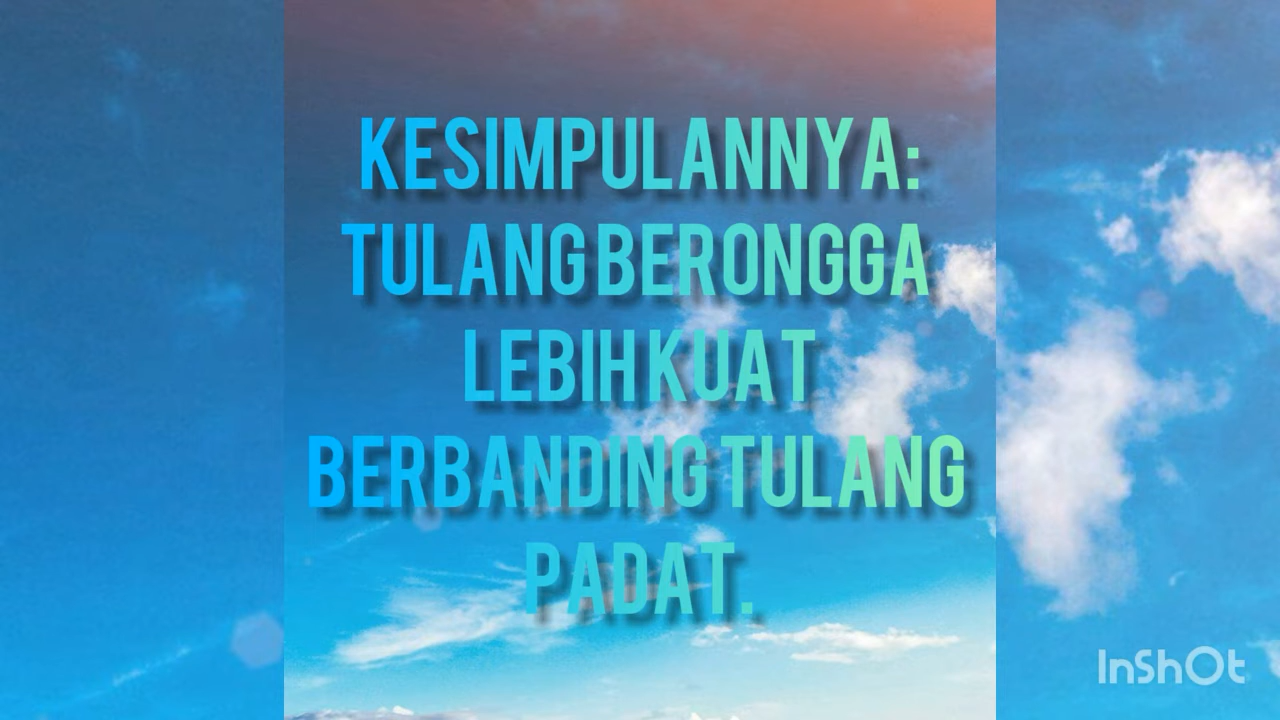 KESIMPULANNYA:
TULANG BERONGGA
LEBIH KUAT
BERBANDING TULANG
PADAT.
InShOt